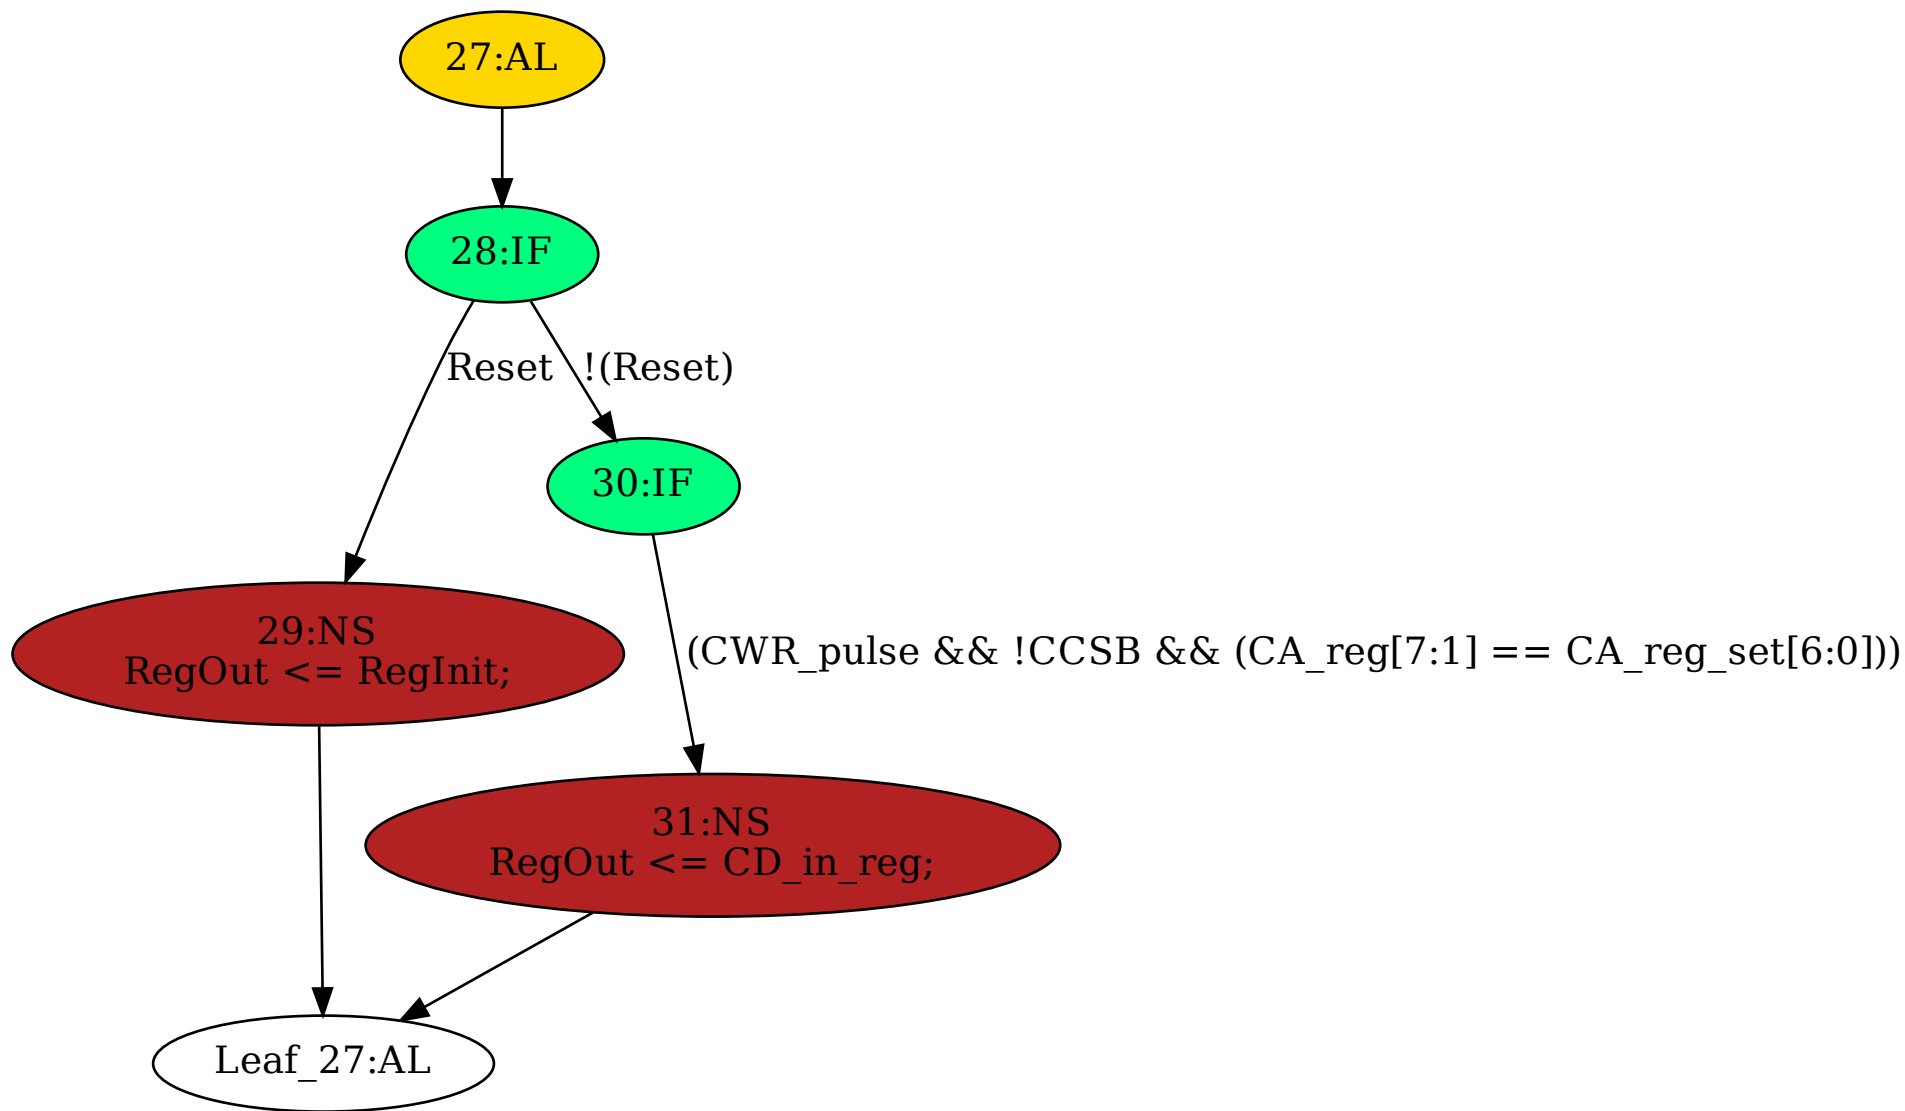 27:AL
28:IF
Reset
!(Reset)
30:IF
29:NS
RegOut <= RegInit;
(CWR_pulse && !CCSB && (CA_reg[7:1] == CA_reg_set[6:0]))
31:NS
RegOut <= CD_in_reg;
Leaf_27:AL